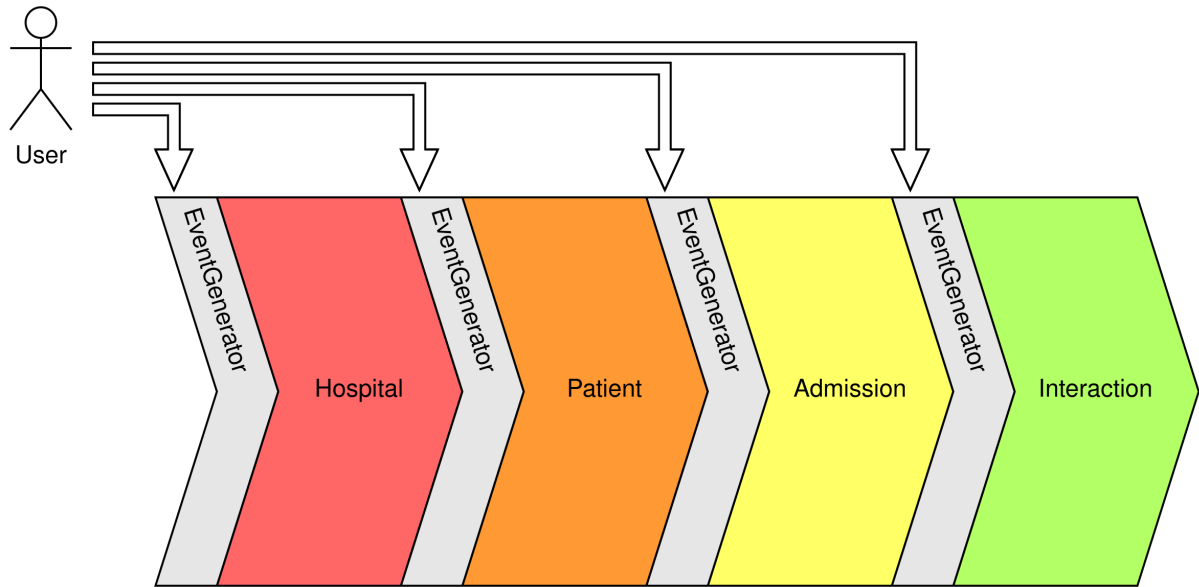 User
EventGenerator
Hospital
EventGenerator
Patient
EventGenerator
Admission
EventGenerator
Interaction